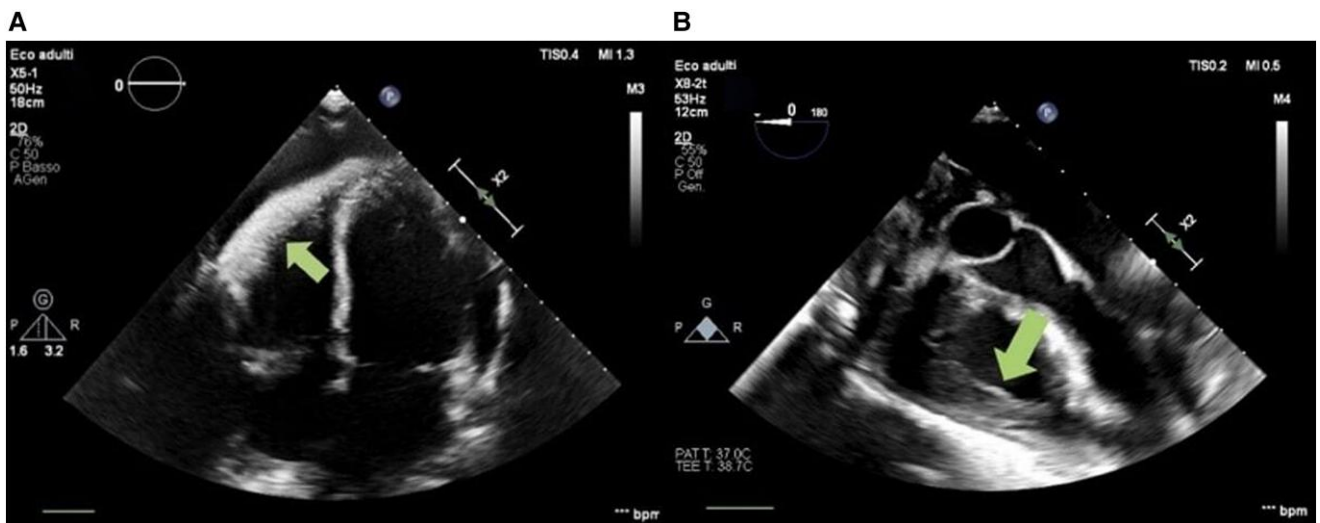 A
Eco adulti
X5-1
50Hz
18cm
2D
76%
C 50
P Basso
AGen
0
P
TIS0.4 MI 1.3
M3
X2
G
P R
1.6 3.2
*** bpm
B
Eco adulti
X8-2t
53Hz
12cm
2D
55%
C 50
P Off
Gen.
0 180
P
TIS0.2 MI 0.5
M4
X2
G
P R
PAT T: 37.0C
TEE T: 38.7C
*** bpm